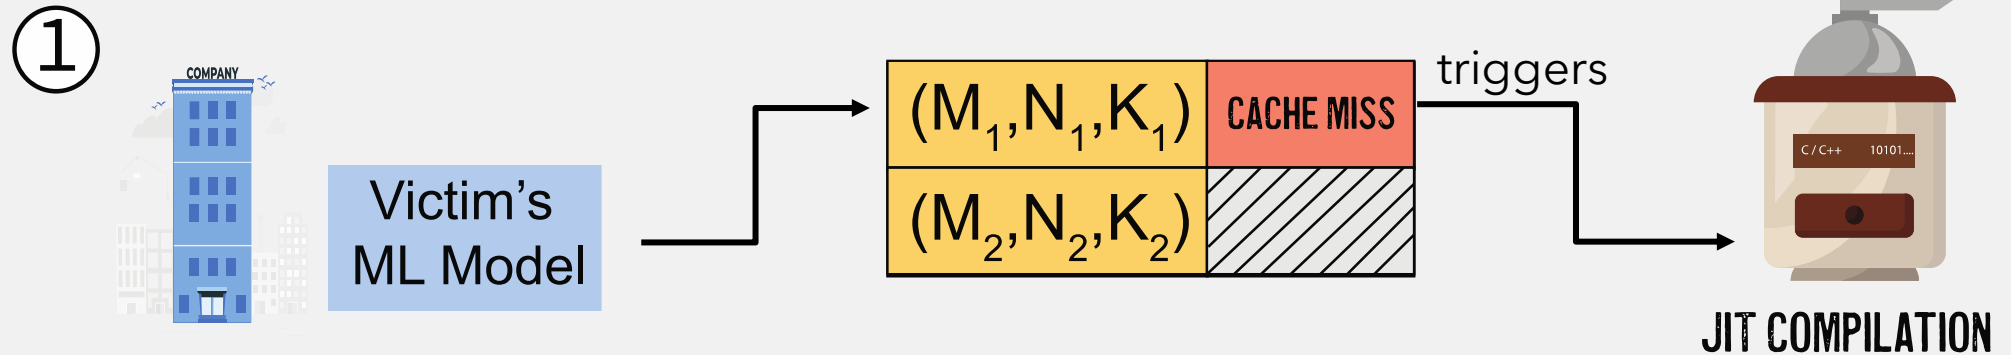 ①
COMPANY
Victim's
ML Model
(M₁,N₁,K₁)
CACHE MISS
(M₂,N₂,K₂)
triggers
C / C++ 10101....
JIT COMPILATION